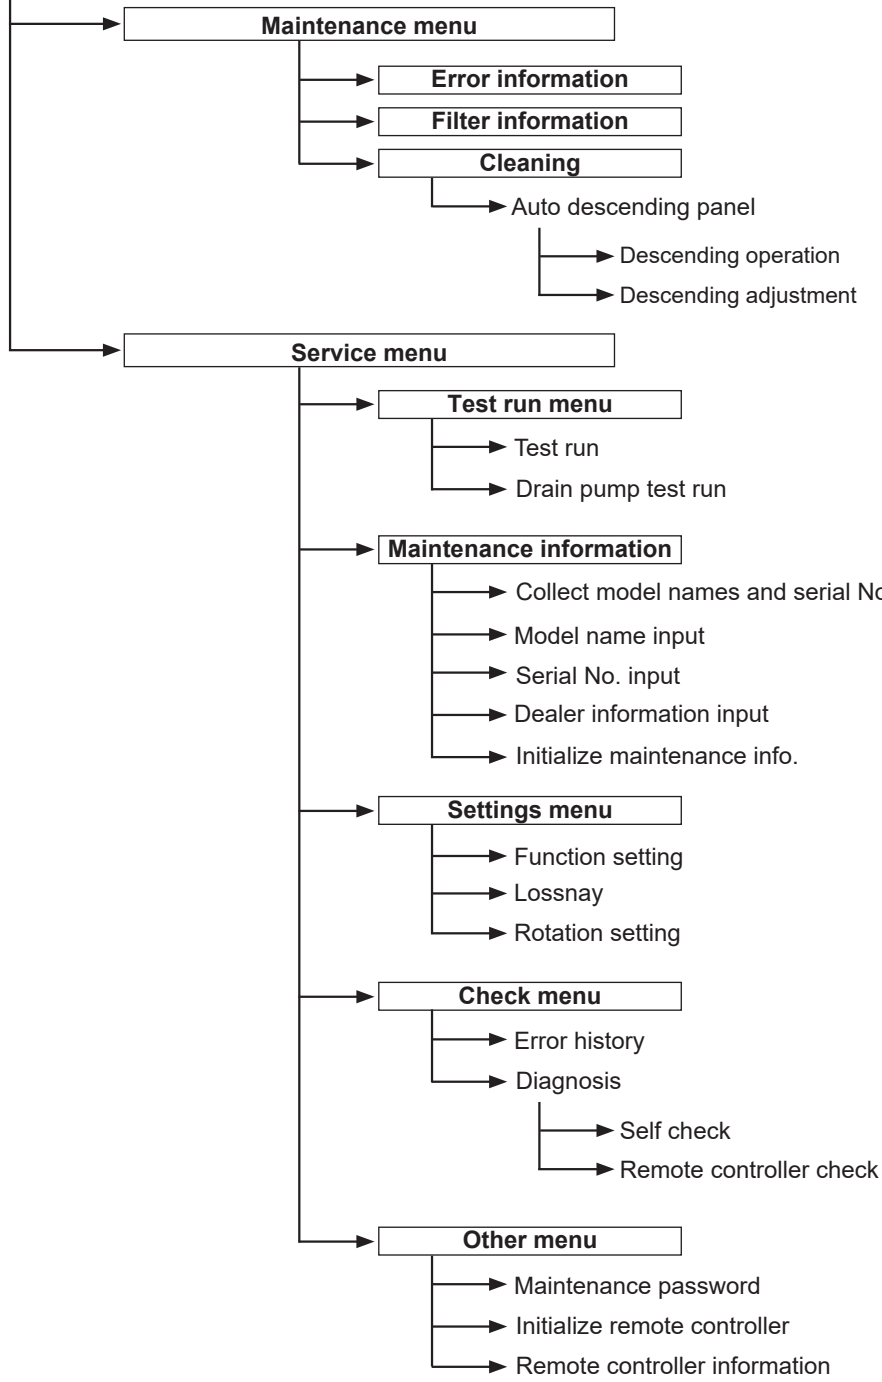 Maintenance menu
Error information
Filter information
Cleaning
Auto descending panel
Descending operation
Descending adjustment
Service menu
Test run menu
Test run
Drain pump test run
Maintenance information
Collect model names and serial No
Model name input
Serial No. input
Dealer information input
Initialize maintenance info.
Settings menu
Function setting
Lossnay
Rotation setting
Check menu
Error history
Diagnosis
Self check
Remote controller check
Other menu
Maintenance password
Initialize remote controller
Remote controller information